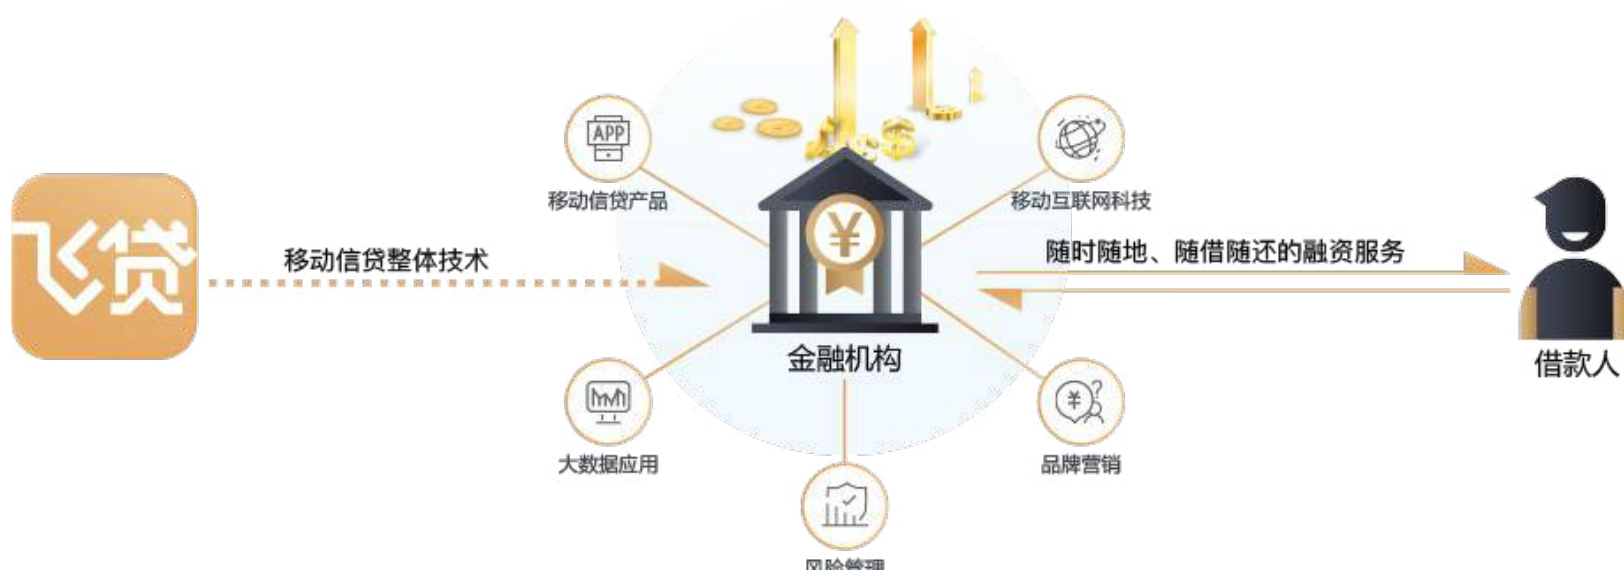 APP
移动信贷产品
移动互联网科技
飞贷
移动信贷整体技术
¥
随时随地、随借随还的融资服务
金融机构
借款人
¥
?
大数据应用
品牌营销
风险管理